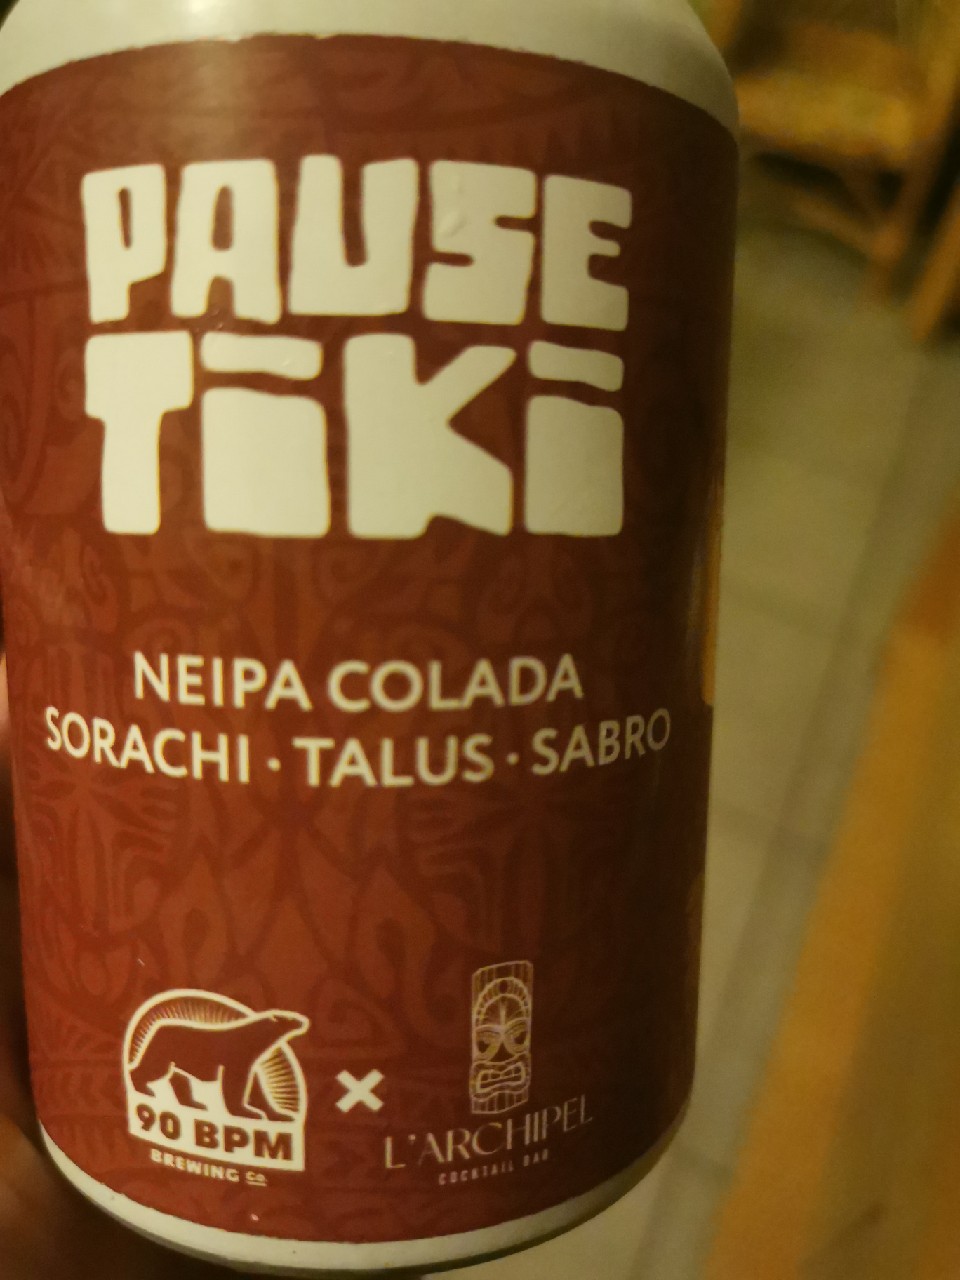 PAUSE
TiKi
NEIPA COLADA
SORACHI · TALUS · SABRO
90 BPM
BREWING Co
×
L'ARCHIPEL
COCKTAIL BAR